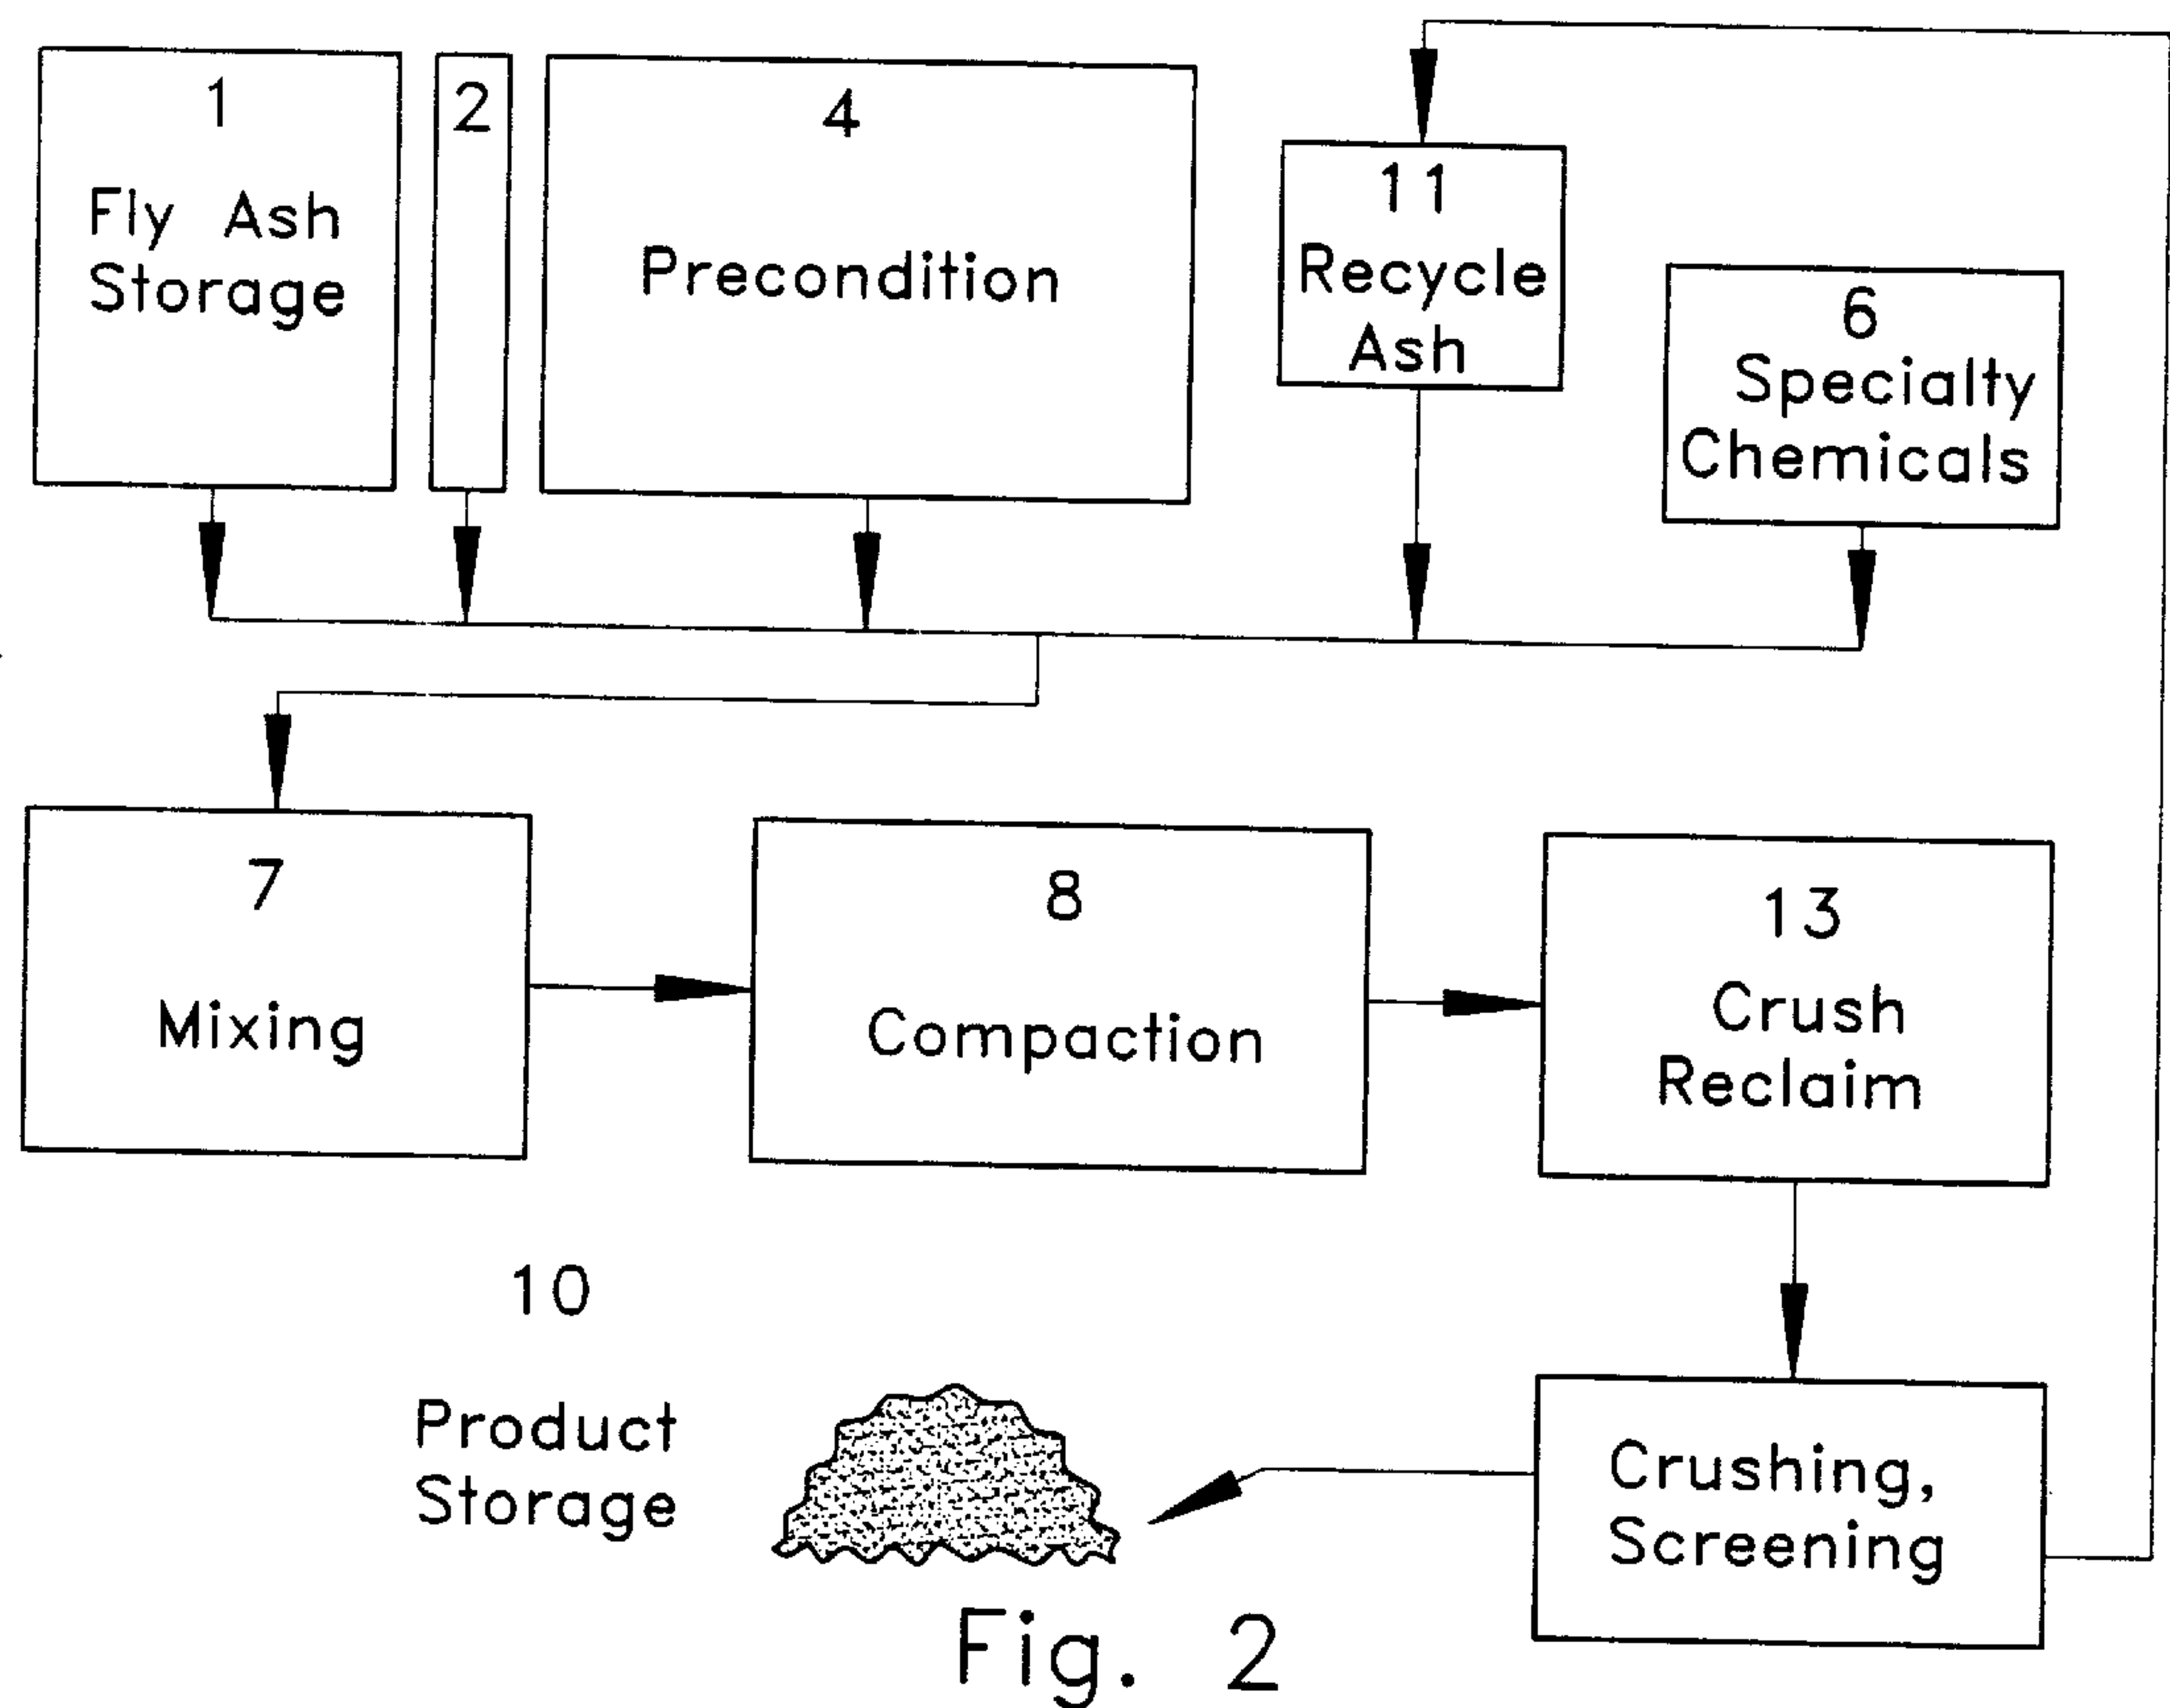 1
Fly Ash
Storage
2
4
Precondition
11
Recycle
Ash
6
Specialty
Chemicals
7
Mixing
8
Compaction
13
Crush
Reclaim
10
Product
Storage
Crushing,
Screening
Fig. 2